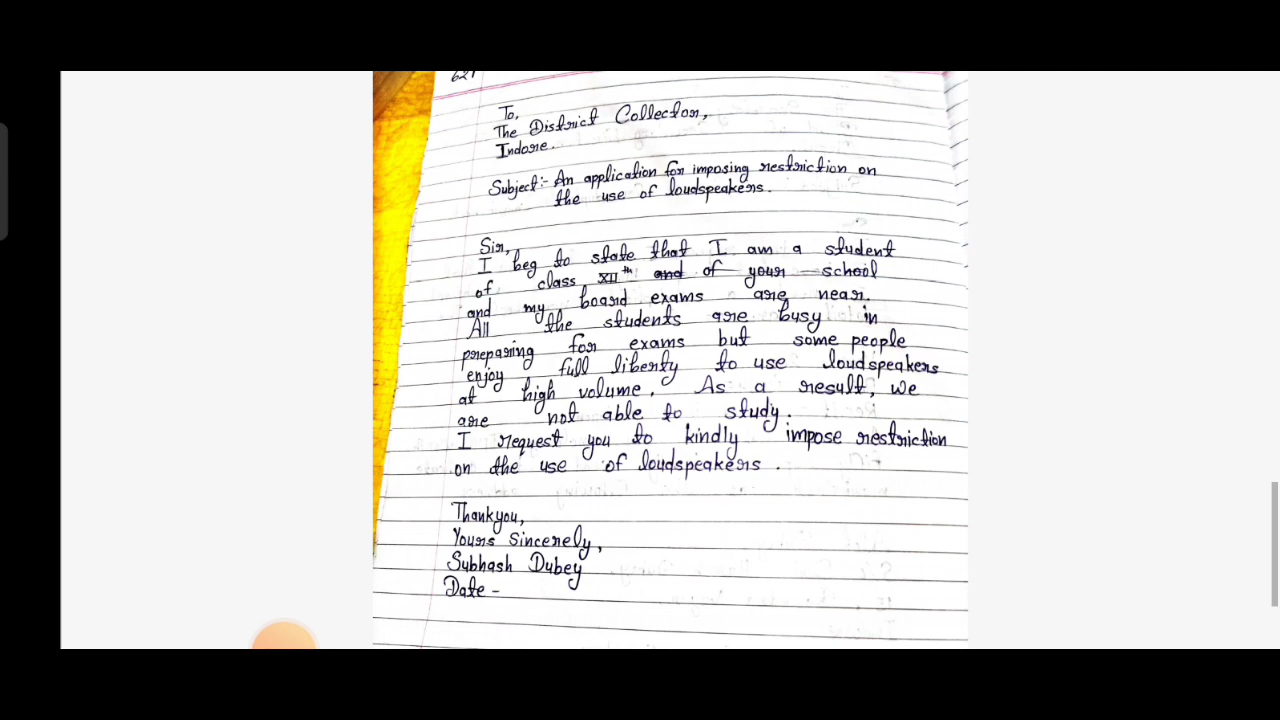 To,
The District Collector,
Indore.
Subject:- An application for imposing restriction on
the use of loudspeakers.
Sir,
I beg to state that I am a student
of class XIIth and of your school
and my board exams are near.
All the students are busy in
preparing for exams but some people
enjoy full liberty to use loudspeakers
at high volume. As a result, we
are not able to study.
I request you to kindly impose restriction
on the use of loudspeakers.
Thankyou,
Yours Sincerely,
Subhash Dubey
Date -